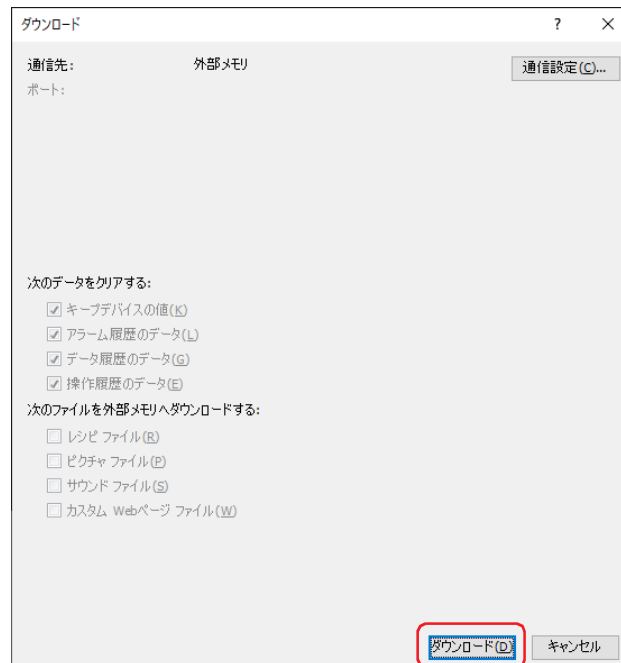 ダウンロード ? ×
通信先: 外部メモリ 通信設定(C)...
ポート:
次のデータをクリアする:
キープデバイスの値(K)
アラーム履歴のデータ(L)
データ履歴のデータ(G)
操作履歴のデータ(E)
次のファイルを外部メモリへダウンロードする:
レシピ ファイル(R)
ピクチャ ファイル(P)
サウンド ファイル(S)
カスタム Webページ ファイル(W)
ダウンロード(D) キャンセル